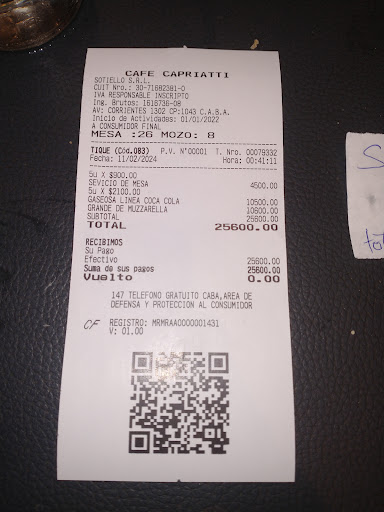 CAFE CAPRIATTI
SOTIELLO S.R.L.
CUIT Nro.: 30-71682381-0
IVA RESPONSABLE INSCRIPTO
Ing. Brutos: 1618736-08
AV: CORRIENTES 1302 CP:1043 C.A.B.A.
Inicio de Actividades: 01/01/2022
A CONSUMIDOR FINAL
MESA :26 MOZO: 8
TIQUE (Cód.083) P.V. N°00001 T. Nro. 00079332
Fecha: 11/02/2024 Hora: 00:41:11
5u X $900.00
SEVICIO DE MESA 4500.00
5u X $2100.00
GASEOSA LINEA COCA COLA 10500.00
GRANDE DE MUZZARELLA 10600.00
SUBTOTAL 25600.00
TOTAL 25600.00
RECIBIMOS
Su Pago
Efectivo 25600.00
Suma de sus pagos 25600.00
Vuelto 0.00
147 TELEFONO GRATUITO CABA,AREA DE
DEFENSA Y PROTECCION AL CONSUMIDOR
CF REGISTRO: MRMRAA0000001431
V: 01.00